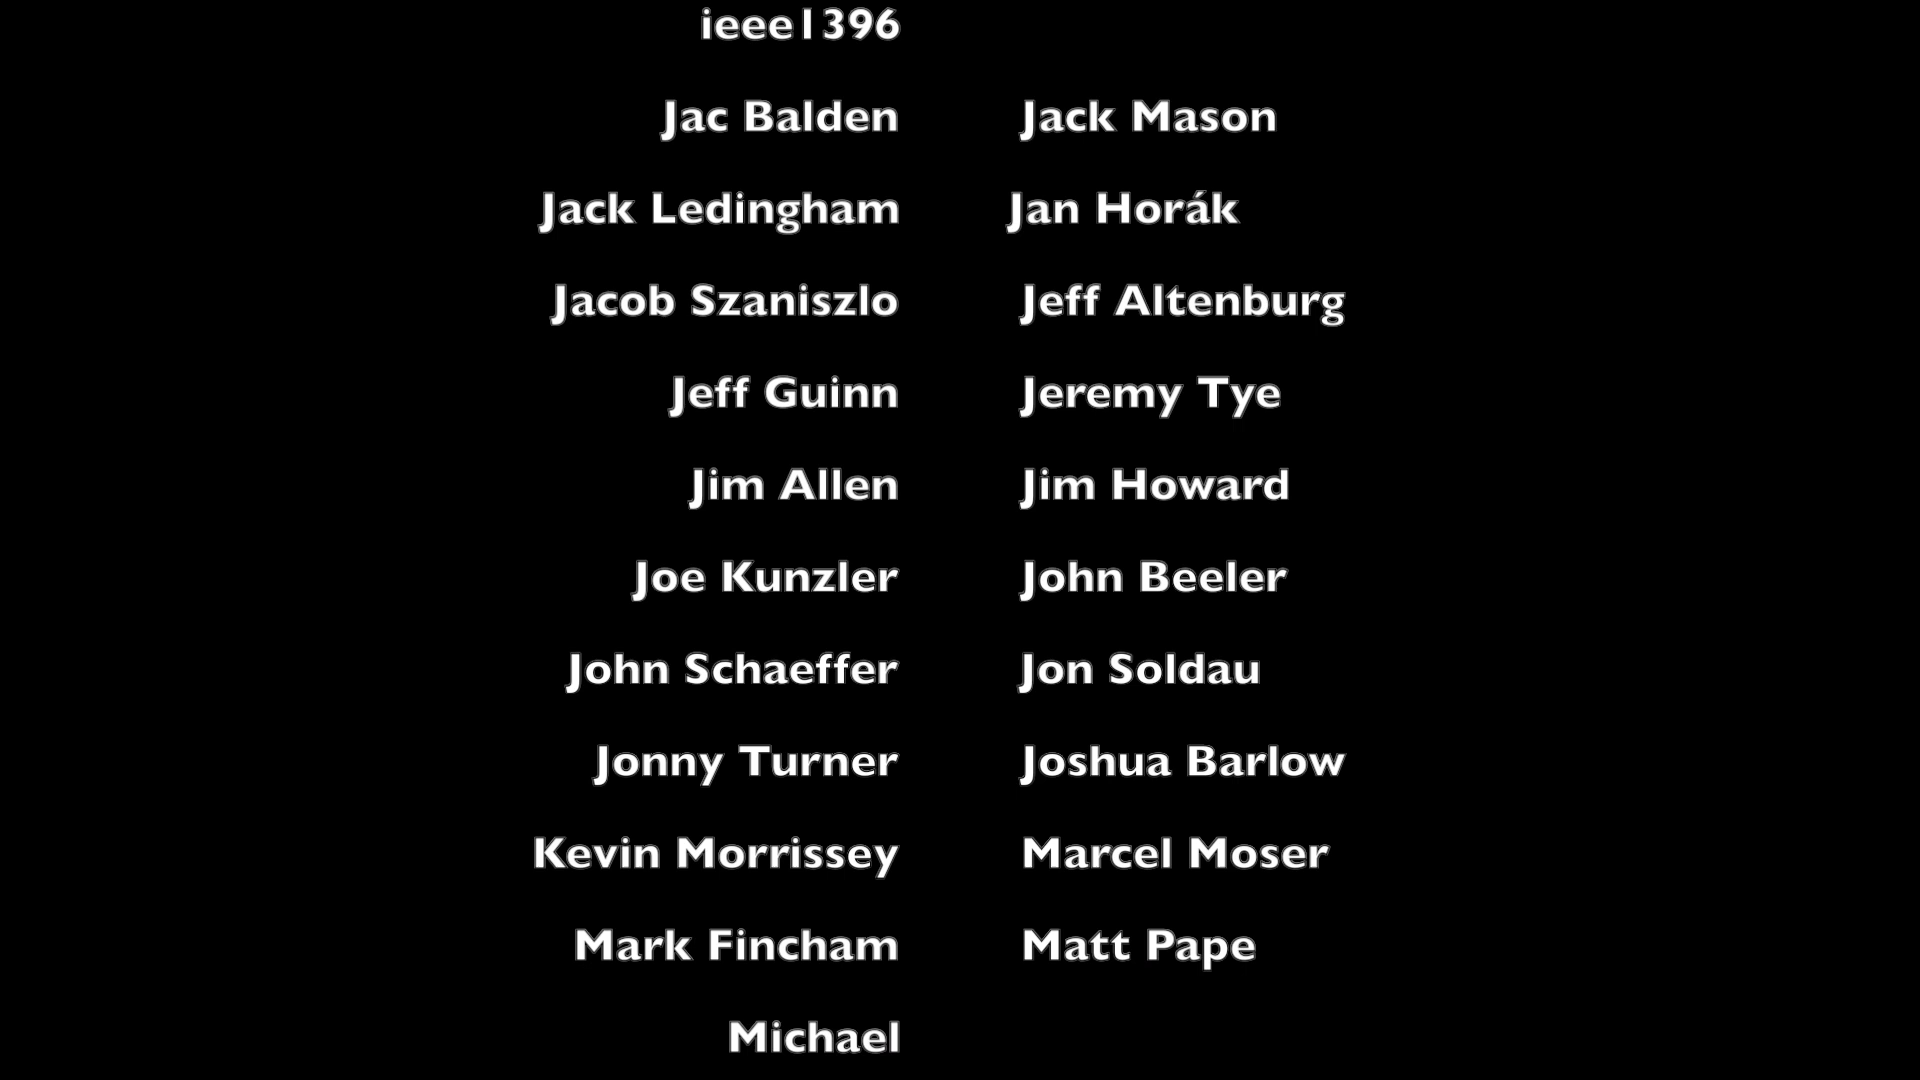 ieee1396
Jac Balden Jack Mason
Jack Ledingham Jan Horák
Jacob Szaniszlo Jeff Altenburg
Jeff Guinn Jeremy Tye
Jim Allen Jim Howard
Joe Kunzler John Beeler
John Schaeffer Jon Soldau
Jonny Turner Joshua Barlow
Kevin Morrissey Marcel Moser
Mark Fincham Matt Pape
Michael